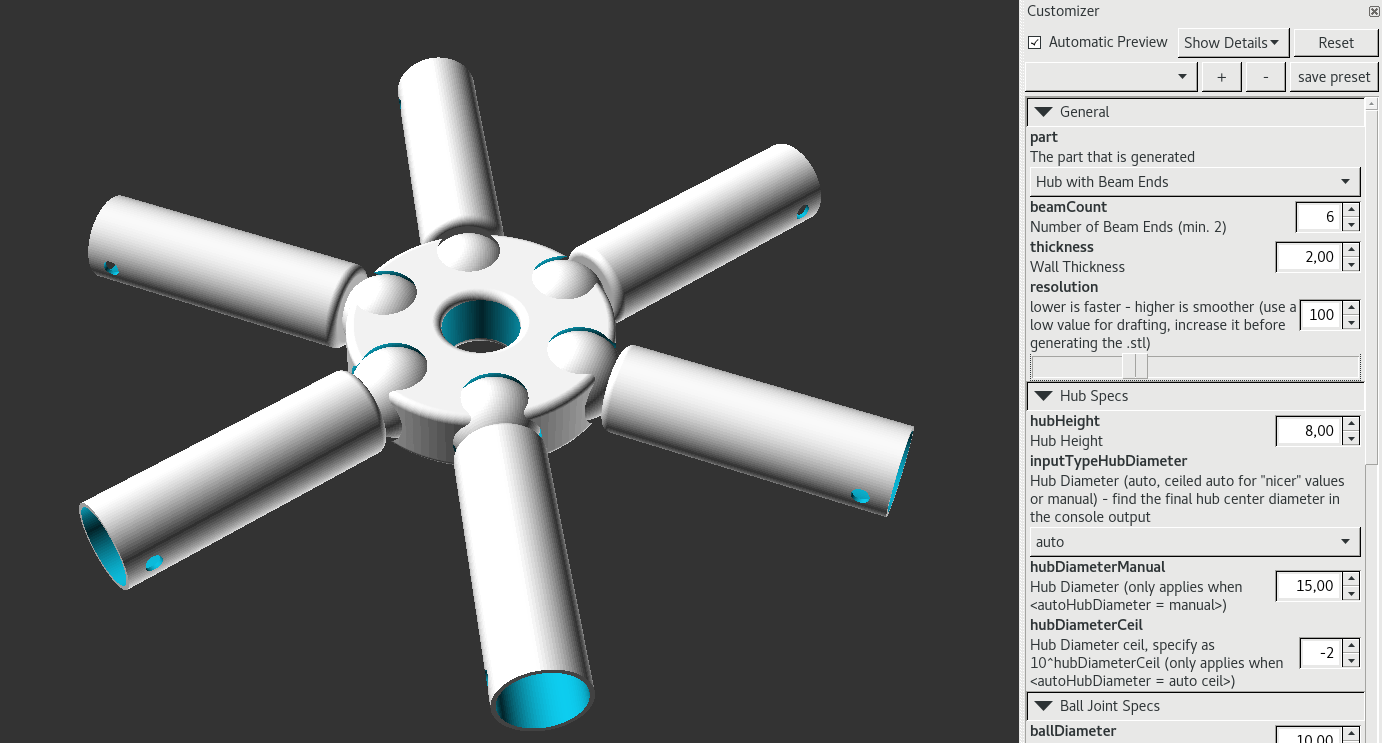 Customizer
Automatic Preview
Show Details
Reset
+
-
save preset
General
part
The part that is generated
Hub with Beam Ends
beamCount
Number of Beam Ends (min. 2)
6
thickness
Wall Thickness
2,00
resolution
lower is faster - higher is smoother (use a
low value for drafting, increase it before
generating the .stl)
100
Hub Specs
hubHeight
Hub Height
8,00
inputTypeHubDiameter
Hub Diameter (auto, ceiled auto for "nicer" values
or manual) - find the final hub center diameter in
the console output
auto
hubDiameterManual
Hub Diameter (only applies when
<autoHubDiameter = manual>)
15,00
hubDiameterCeil
Hub Diameter ceil, specify as
10^hubDiameterCeil (only applies when
<autoHubDiameter = auto ceil>)
-2
Ball Joint Specs
ballDiameter
10,00